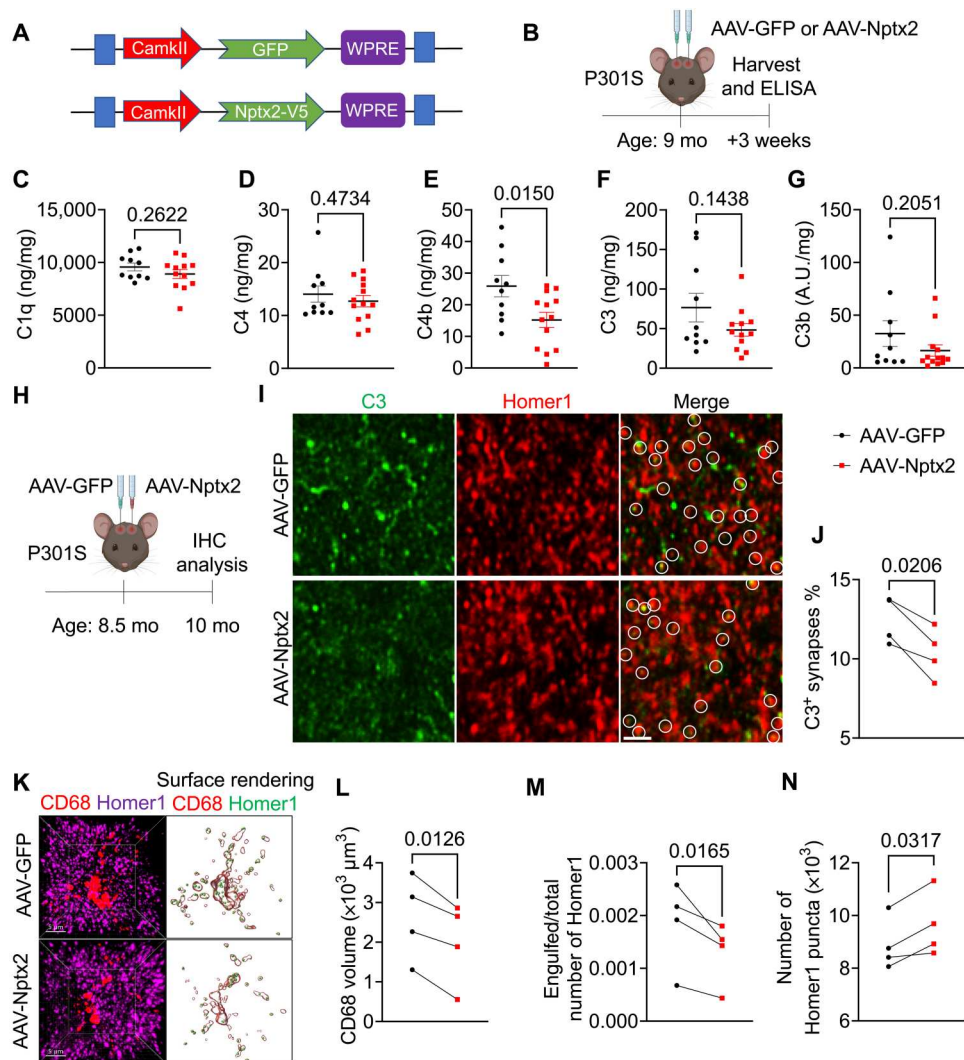 A
CamkII GFP WPRE
CamkII Nptx2-V5 WPRE
B
AAV-GFP or AAV-Nptx2
P301S
Harvest
and ELISA
Age: 9 mo +3 weeks
C
C1q (ng/mg)
15,000
10,000
5000
0
0.2622
D
C4 (ng/mg)
30
20
10
0
0.4734
E
C4b (ng/mg)
50
40
30
20
10
0
0.0150
F
C3 (ng/mg)
200
150
100
50
0
0.1438
G
C3b (A.U./mg)
150
100
50
0
0.2051
H
AAV-GFP AAV-Nptx2
P301S
IHC
analysis
Age: 8.5 mo 10 mo
I
C3 Homer1 Merge
AAV-GFP
AAV-Nptx2
AAV-GFP
AAV-Nptx2
J
C3+ synapses %
15
10
5
0.0206
K
Surface rendering
CD68 Homer1 CD68 Homer1
AAV-GFP
AAV-Nptx2
L
CD68 volume (×10³ μm³)
4
3
2
1
0
0.0126
M
Engulfed/total
number of Homer1
0.003
0.002
0.001
0.000
0.0165
N
Number of
Homer1 puncta (×10³)
12
10
8
6
0.0317